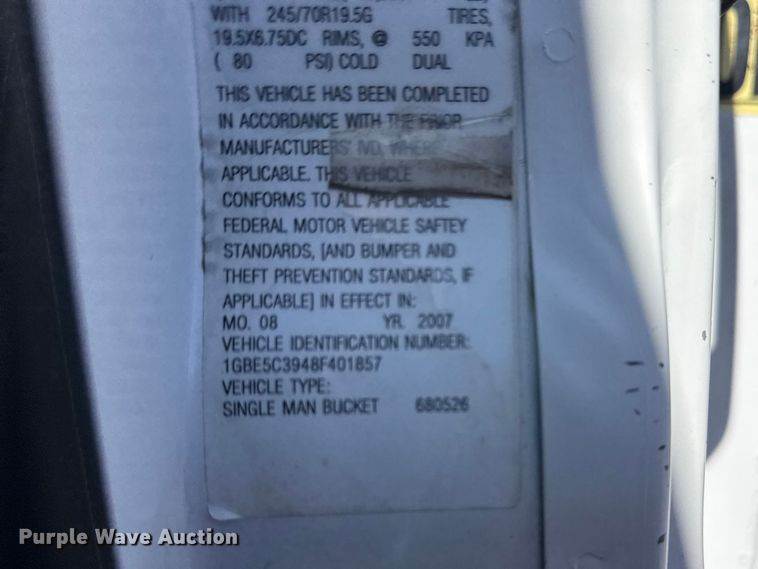 WITH 245/70R19.5G TIRES,
19.5X6.75DC RIMS, @ 550 KPA
( 80 PSI) COLD DUAL
THIS VEHICLE HAS BEEN COMPLETED
IN ACCORDANCE WITH THE PRIOR
MANUFACTURERS' IVD, WHERE
APPLICABLE. THIS VEHICLE
CONFORMS TO ALL APPLICABLE
FEDERAL MOTOR VEHICLE SAFTEY
STANDARDS, [AND BUMPER AND
THEFT PREVENTION STANDARDS, IF
APPLICABLE] IN EFFECT IN:
MO. 08 YR. 2007
VEHICLE IDENTIFICATION NUMBER:
1GBE5C3948F401857
VEHICLE TYPE:
SINGLE MAN BUCKET 680526
Purple Wave Auction